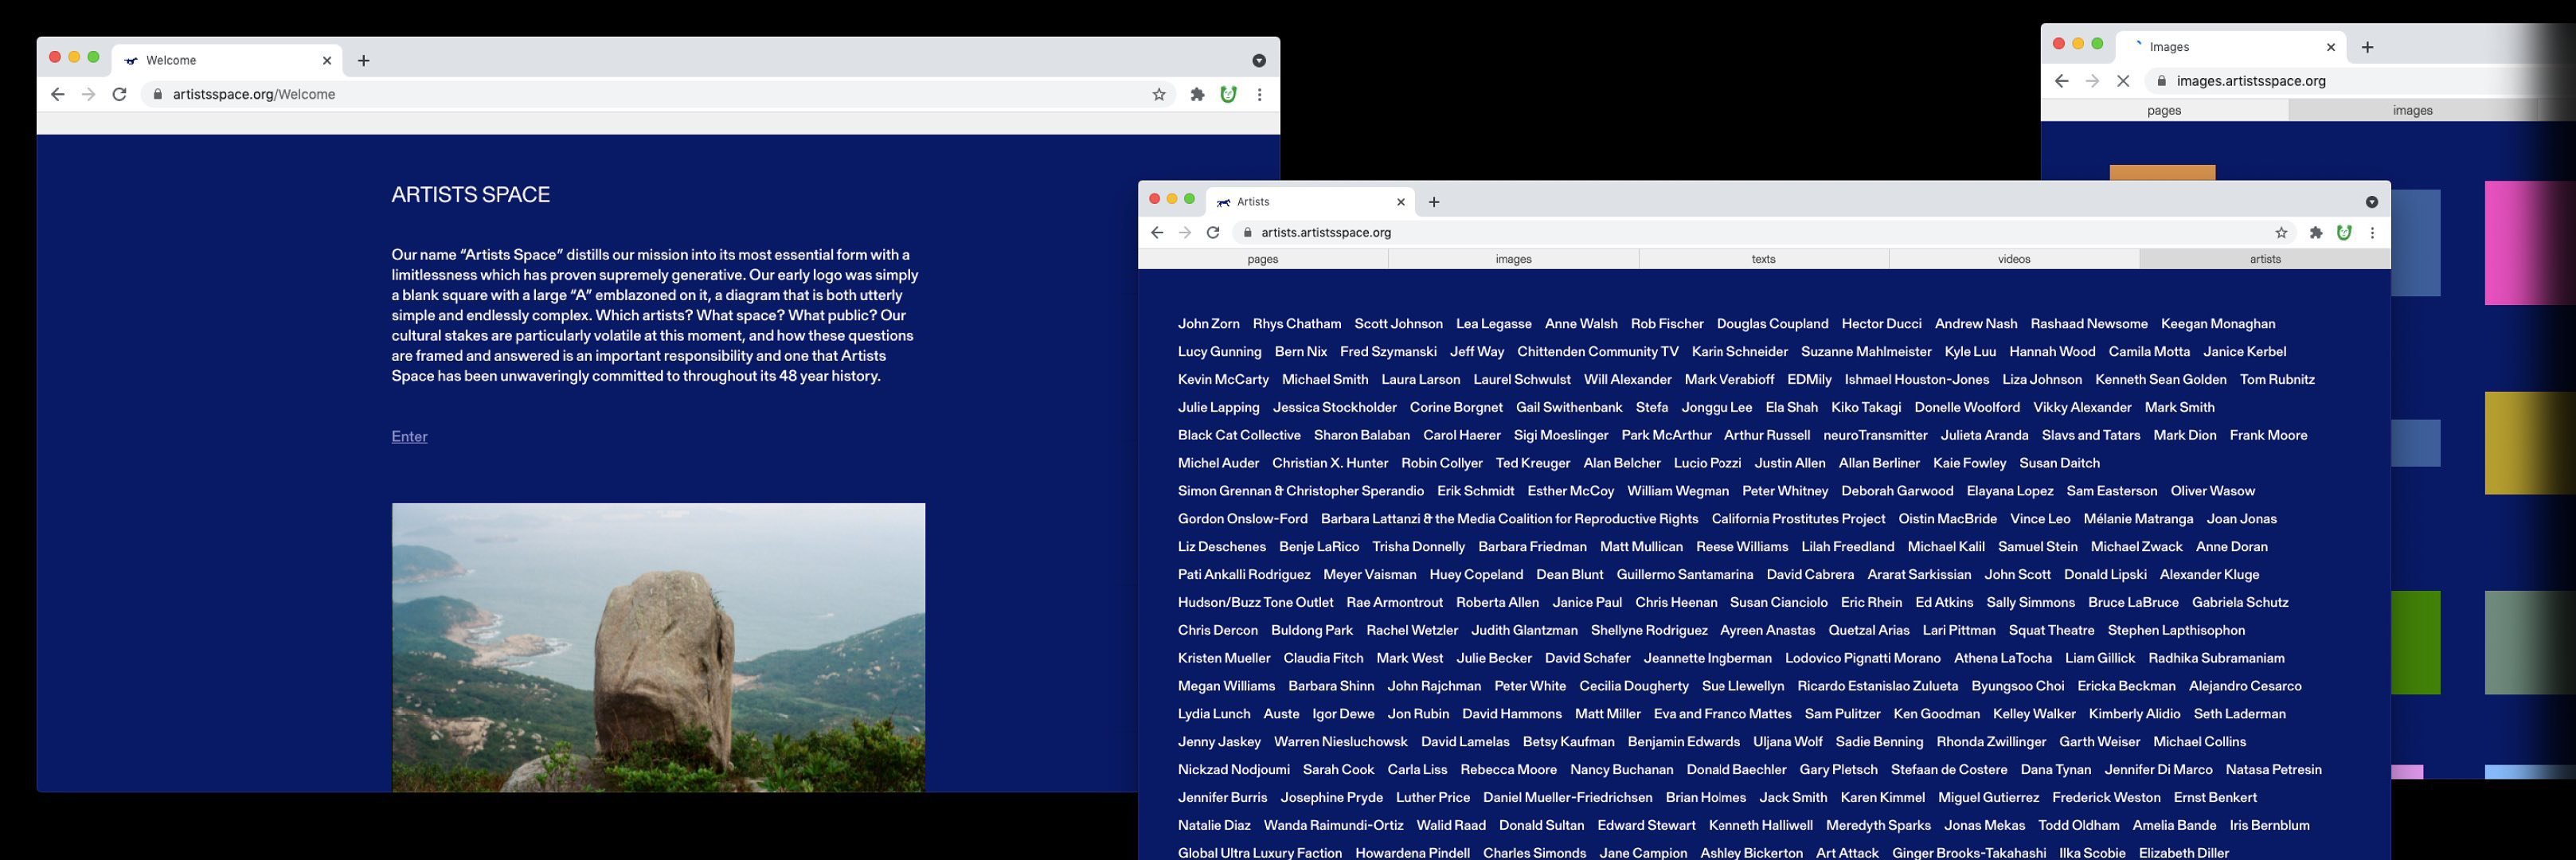 Welcome
artistsspace.org/Welcome
ARTISTS SPACE
Our name “Artists Space” distills our mission into its most essential form with a
limitlessness which has proven supremely generative. Our early logo was simply
a blank square with a large “A” emblazoned on it, a diagram that is both utterly
simple and endlessly complex. Which artists? What space? What public? Our
cultural stakes are particularly volatile at this moment, and how these questions
are framed and answered is an important responsibility and one that Artists
Space has been unwaveringly committed to throughout its 48 year history.
Enter
Artists
artists.artistsspace.org
pages images texts videos artists
John Zorn Rhys Chatham Scott Johnson Lea Legasse Anne Walsh Rob Fischer Douglas Coupland Hector Ducci Andrew Nash Rashaad Newsome Keegan Monaghan
Lucy Gunning Bern Nix Fred Szymanski Jeff Way Chittenden Community TV Karin Schneider Suzanne Mahlmeister Kyle Luu Hannah Wood Camila Motta Janice Kerbel
Kevin McCarty Michael Smith Laura Larson Laurel Schwulst Will Alexander Mark Verabioff EDMily Ishmael Houston-Jones Liza Johnson Kenneth Sean Golden Tom Rubnitz
Julie Lapping Jessica Stockholder Corine Borgnet Gail Swithenbank Stefa Jonggu Lee Ela Shah Kiko Takagi Donelle Woolford Vikky Alexander Mark Smith
Black Cat Collective Sharon Balaban Carol Haerer Sigi Moeslinger Park McArthur Arthur Russell neuroTransmitter Julieta Aranda Slavs and Tatars Mark Dion Frank Moore
Michel Auder Christian X. Hunter Robin Collyer Ted Kreuger Alan Belcher Lucio Pozzi Justin Allen Allan Berliner Kaie Fowley Susan Daitch
Simon Grennan & Christopher Sperandio Erik Schmidt Esther McCoy William Wegman Peter Whitney Deborah Garwood Elayana Lopez Sam Easterson Oliver Wasow
Gordon Onslow-Ford Barbara Lattanzi & the Media Coalition for Reproductive Rights California Prostitutes Project Oistin MacBride Vince Leo Mélanie Matranga Joan Jonas
Liz Deschenes Benje LaRico Trisha Donnelly Barbara Friedman Matt Mullican Reese Williams Lilah Freedland Michael Kalil Samuel Stein Michael Zwack Anne Doran
Pati Ankalli Rodriguez Meyer Vaisman Huey Copeland Dean Blunt Guillermo Santamarina David Cabrera Ararat Sarkissian John Scott Donald Lipski Alexander Kluge
Hudson/Buzz Tone Outlet Rae Armontrout Roberta Allen Janice Paul Chris Heenan Susan Cianciolo Eric Rhein Ed Atkins Sally Simmons Bruce LaBruce Gabriela Schutz
Chris Dercon Buldong Park Rachel Wetzler Judith Glantzman Shellyne Rodriguez Ayreen Anastas Quetzal Arias Lari Pittman Squat Theatre Stephen Lapthisophon
Kristen Mueller Claudia Fitch Mark West Julie Becker David Schafer Jeannette Ingberman Lodovico Pignatti Morano Athena LaTocha Liam Gillick Radhika Subramaniam
Megan Williams Barbara Shinn John Rajchman Peter White Cecilia Dougherty Sue Llewellyn Ricardo Estanislao Zulueta Byungsoo Choi Ericka Beckman Alejandro Cesarco
Lydia Lunch Auste Igor Dewe Jon Rubin David Hammons Matt Miller Eva and Franco Mattes Sam Pulitzer Ken Goodman Kelley Walker Kimberly Alidio Seth Laderman
Jenny Jaskey Warren Niesluchowsk David Lamelas Betsy Kaufman Benjamin Edwards Uljana Wolf Sadie Benning Rhonda Zwillinger Garth Weiser Michael Collins
Nickzad Nodjoumi Sarah Cook Carla Liss Rebecca Moore Nancy Buchanan Donald Baechler Gary Pletsch Stefaan de Costere Dana Tynan Jennifer Di Marco Natasa Petresin
Jennifer Burris Josephine Pryde Luther Price Daniel Mueller-Friedrichsen Brian Holmes Jack Smith Karen Kimmel Miguel Gutierrez Frederick Weston Ernst Benkert
Natalie Diaz Wanda Raimundi-Ortiz Walid Raad Donald Sultan Edward Stewart Kenneth Halliwell Meredyth Sparks Jonas Mekas Todd Oldham Amelia Bande Iris Bernblum
Global Ultra Luxury Faction Howardena Pindell Charles Simonds Jane Campion Ashley Bickerton Art Attack Ginger Brooks-Takahashi Ilka Scobie Elizabeth Diller
Images
images.artistsspace.org
pages images